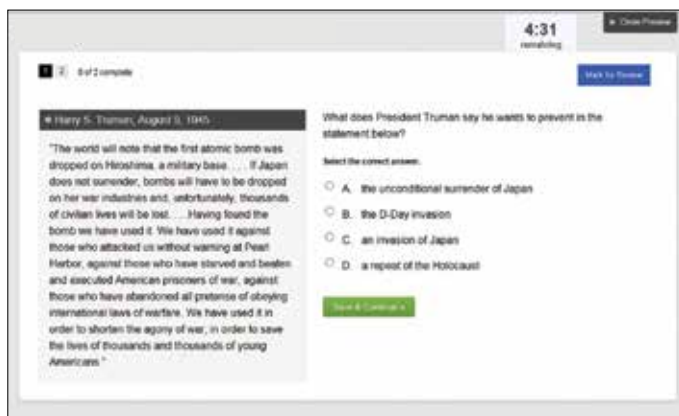 4:31
remaining
Close Preview
1 2 0 of 2 complete
Mark for Review
Harry S. Truman, August 9, 1945
"The world will note that the first atomic bomb was
dropped on Hiroshima, a military base. . . . If Japan
does not surrender, bombs will have to be dropped
on her war industries and, unfortunately, thousands
of civilian lives will be lost. . . . Having found the
bomb we have used it. We have used it against
those who attacked us without warning at Pearl
Harbor, against those who have starved and beaten
and executed American prisoners of war, against
those who have abandoned all pretense of obeying
international laws of warfare. We have used it in
order to shorten the agony of war, in order to save
the lives of thousands and thousands of young
Americans."
What does President Truman say he wants to prevent in the
statement below?
Select the correct answer.
A. the unconditional surrender of Japan
B. the D-Day invasion
C. an invasion of Japan
D. a repeat of the Holocaust
Save & Continue »